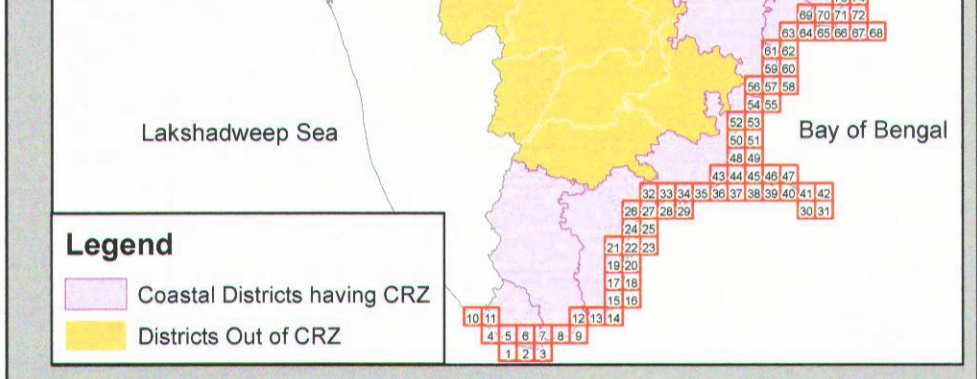 69 70 71 72
63 64 65 66 67 68
61 62
59 60
56 57 58
54 55
52 53
Lakshadweep Sea
Bay of Bengal
50 51
48 49
43 44 45 46 47
32 33 34 35 36 37 38 39 40 41 42
26 27 28 29
30 31
24 25
Legend
21 22 23
19 20
17 18
Coastal Districts having CRZ
15 16
10 11
12 13 14
Districts Out of CRZ
4 5 6 7 8 9
1 2 3